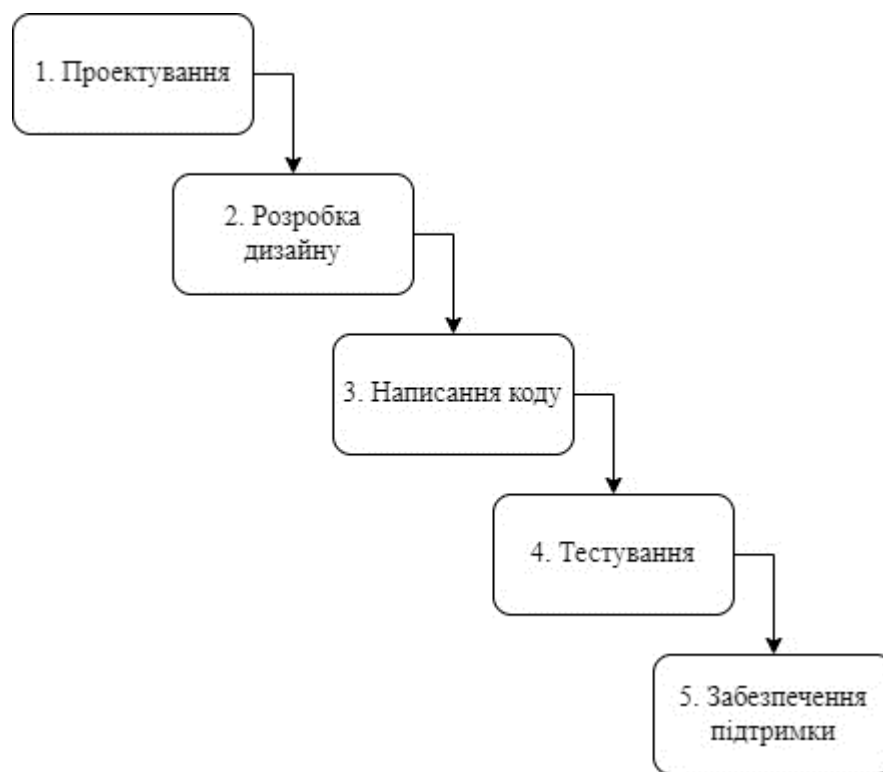 1. Проектування
2. Розробка
дизайну
3. Написання коду
4. Тестування
5. Забезпечення
підтримки